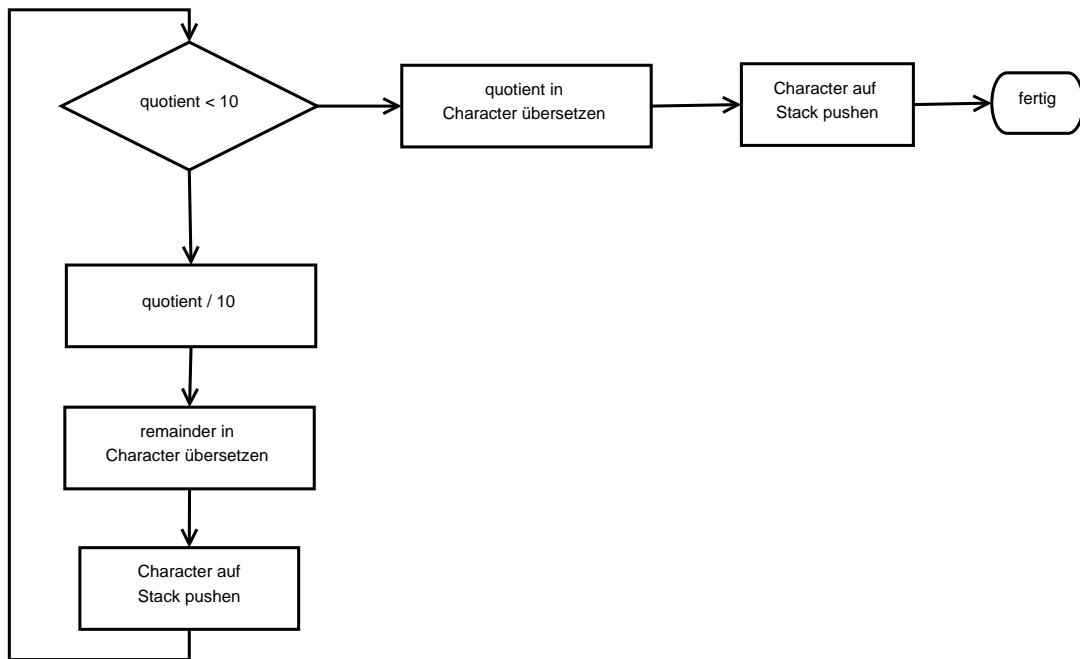 quotient < 10
quotient in
Character übersetzen
Character auf
Stack pushen
fertig
quotient / 10
remainder in
Character übersetzen
Character auf
Stack pushen